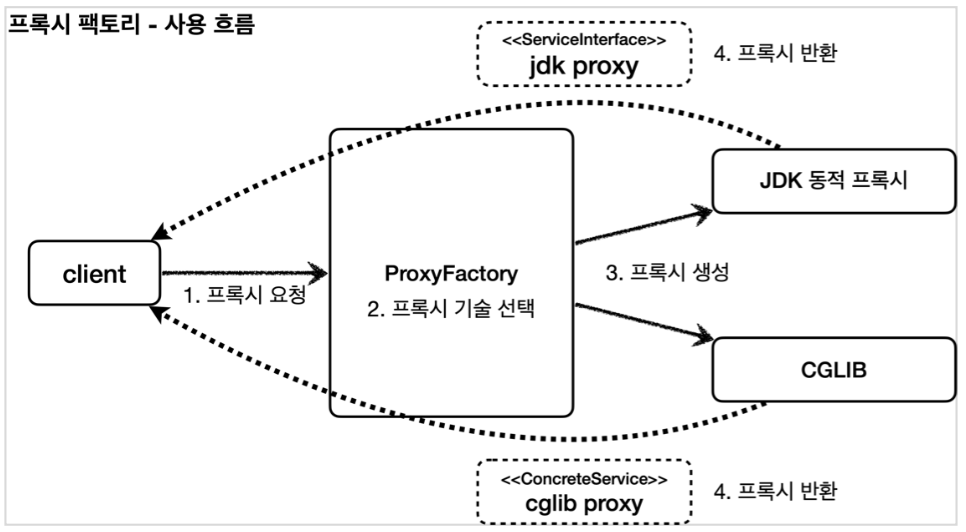 프록시 팩토리 - 사용 흐름
<<ServiceInterface>>
jdk proxy
4. 프록시 반환
JDK 동적 프록시
client
1. 프록시 요청
ProxyFactory
2. 프록시 기술 선택
3. 프록시 생성
CGLIB
<<ConcreteService>>
cglib proxy
4. 프록시 반환